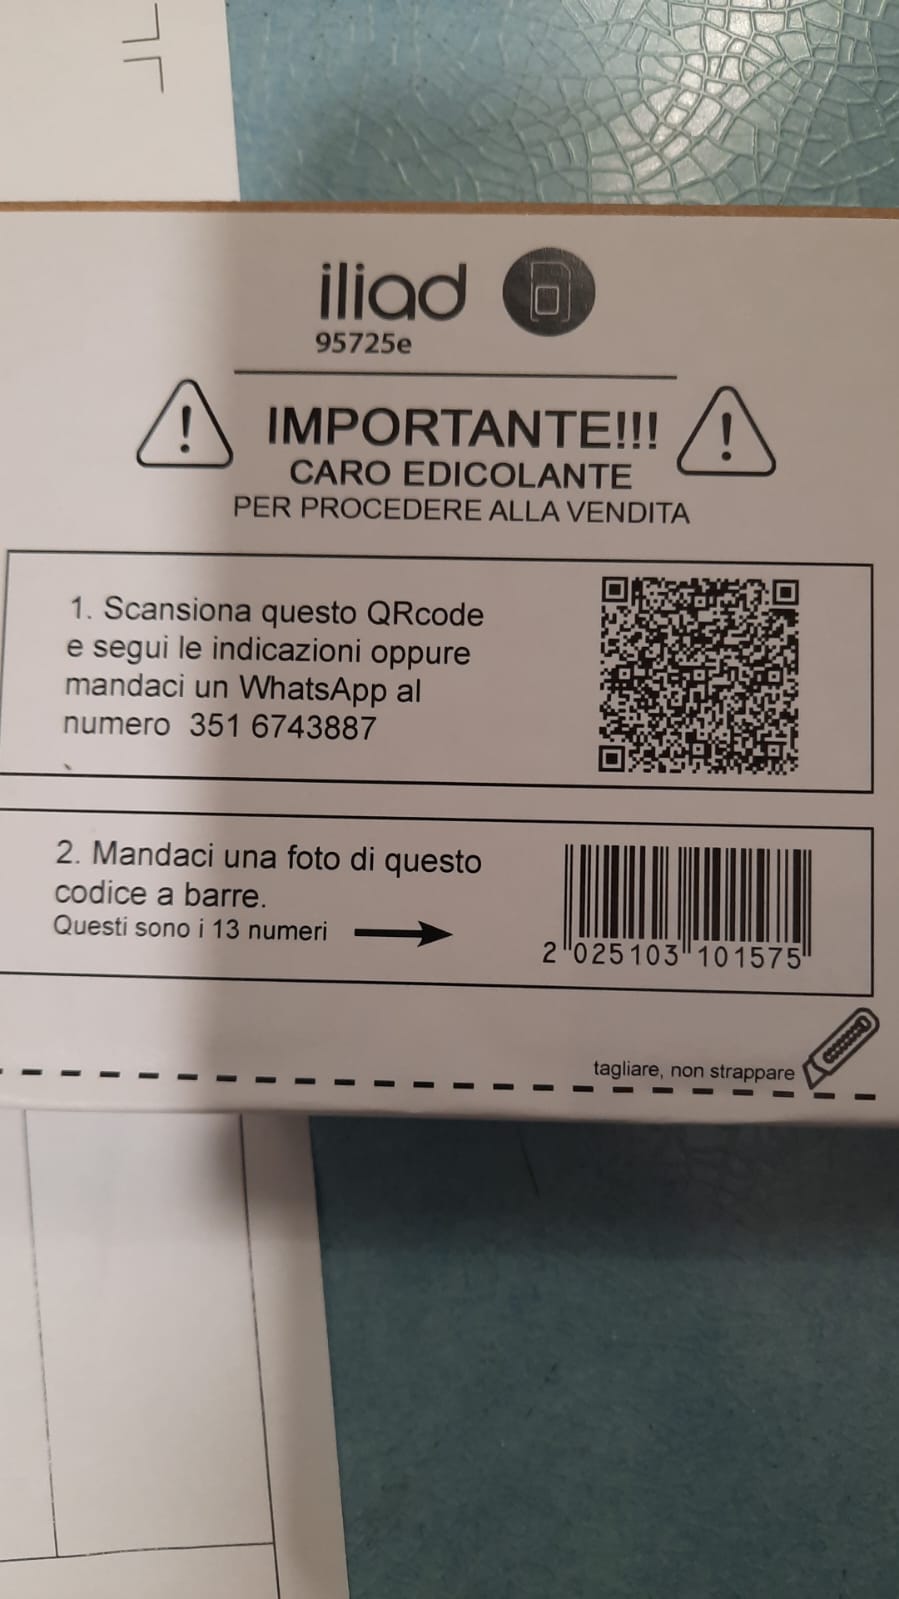 iliad
95725e
IMPORTANTE!!!
CARO EDICOLANTE
PER PROCEDERE ALLA VENDITA
1. Scansiona questo QRcode
e segui le indicazioni oppure
mandaci un WhatsApp al
numero 351 6743887
2. Mandaci una foto di questo
codice a barre.
Questi sono i 13 numeri
2 025103 101575
tagliare, non strappare